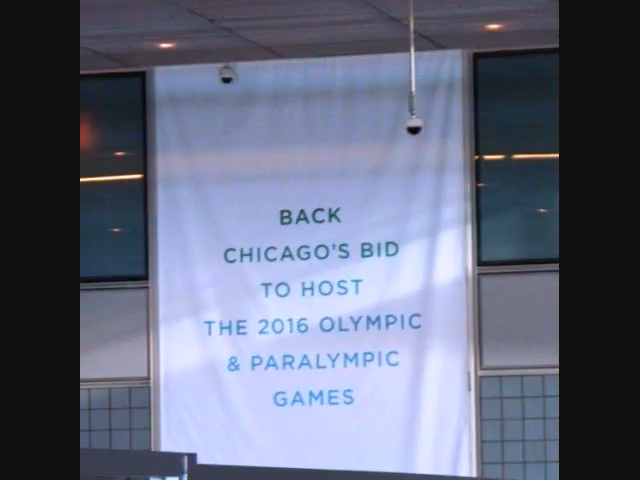 BACK
CHICAGO'S BID
TO HOST
THE 2016 OLYMPIC
& PARALYMPIC
GAMES